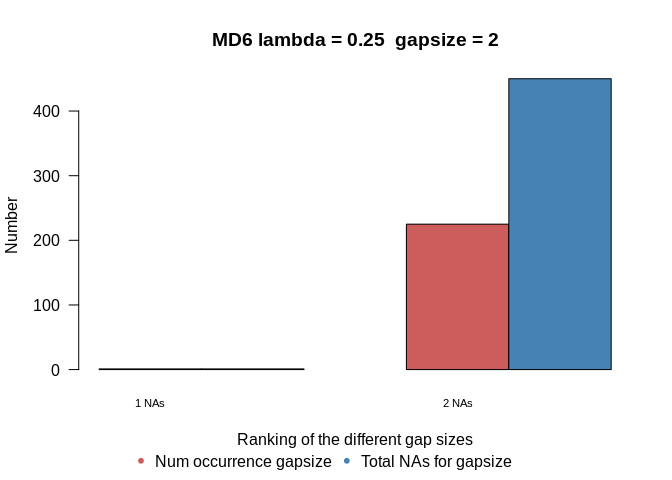 MD6 lambda = 0.25  gapsize = 2
Number
400
300
200
100
0
1 NAs
2 NAs
Ranking of the different gap sizes
Num occurrence gapsize
Total NAs for gapsize